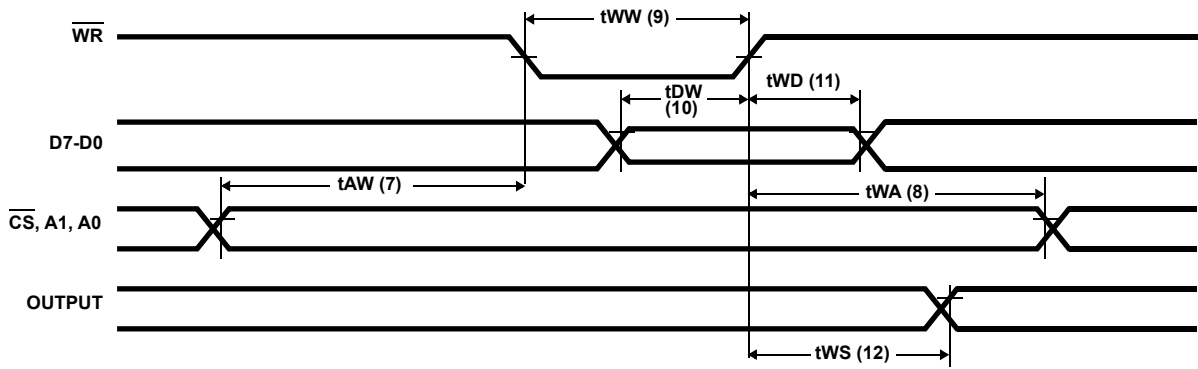 tWW (9)
WR
tDW
(10)
tWD (11)
D7-D0
tAW (7)
tWA (8)
CS, A1, A0
OUTPUT
tWS (12)